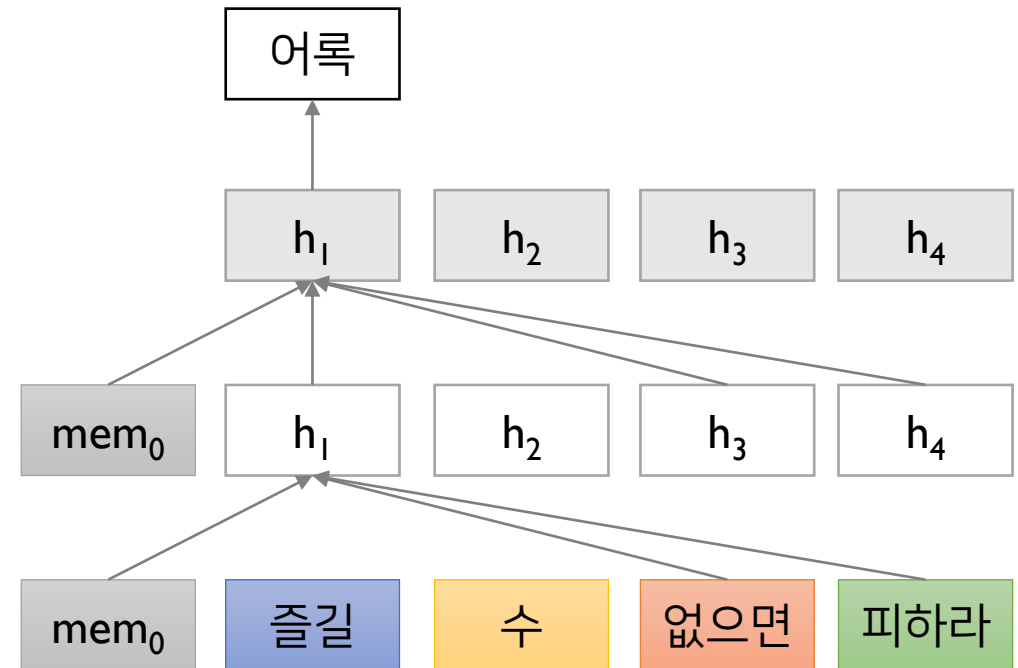 어록
h₁ h₂ h₃ h₄
mem₀ h₁ h₂ h₃ h₄
mem₀ 즐길 수 없으면 피하라